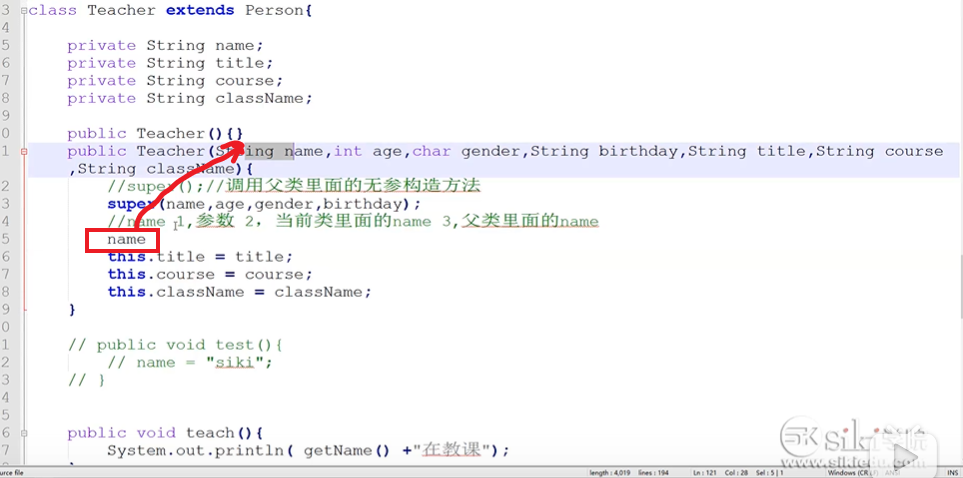 3 class Teacher extends Person{
4
5 private String name;
6 private String title;
7 private String course;
8 private String className;
9
0 public Teacher(){}
1 public Teacher(String name,int age,char gender,String birthday,String title,String course
,String className){
2 //super();//调用父类里面的无参构造方法
3 super(name,age,gender,birthday);
4 //name 1,参数 2，当前类里面的name 3,父类里面的name
5 name
6 this.title = title;
7 this.course = course;
8 this.className = className;
9 }
0
1 // public void test(){
2 // name = "siki";
3 // }
4
5
6 public void teach(){
7 System.out.println( getName() +"在教课");
siki学院
www.sikiedu.com
urce file length : 4,019 lines : 194 Ln : 121 Col : 28 Sel : 5 | 1 Windows (CR ANSI INS